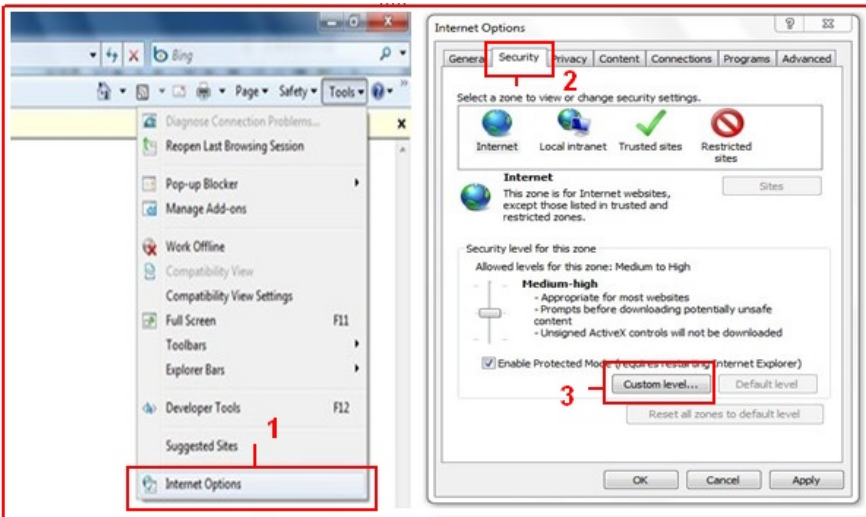 Bing
Page Safety Tools
Diagnose Connection Problems...
Reopen Last Browsing Session
Pop-up Blocker
Manage Add-ons
Work Offline
Compatibility View
Compatibility View Settings
Full Screen F11
Toolbars
Explorer Bars
Developer Tools F12
1
Suggested Sites
Internet Options
Internet Options
General Security Privacy Content Connections Programs Advanced
2
Select a zone to view or change security settings.
Internet Local intranet Trusted sites Restricted
sites
Internet
Sites
This zone is for Internet websites,
except those listed in trusted and
restricted zones.
Security level for this zone
Allowed levels for this zone: Medium to High
Medium-high
- Appropriate for most websites
- Prompts before downloading potentially unsafe
content
- Unsigned ActiveX controls will not be downloaded
Enable Protected Mode (requires restarting Internet Explorer)
3 Custom level... Default level
Reset all zones to default level
OK Cancel Apply